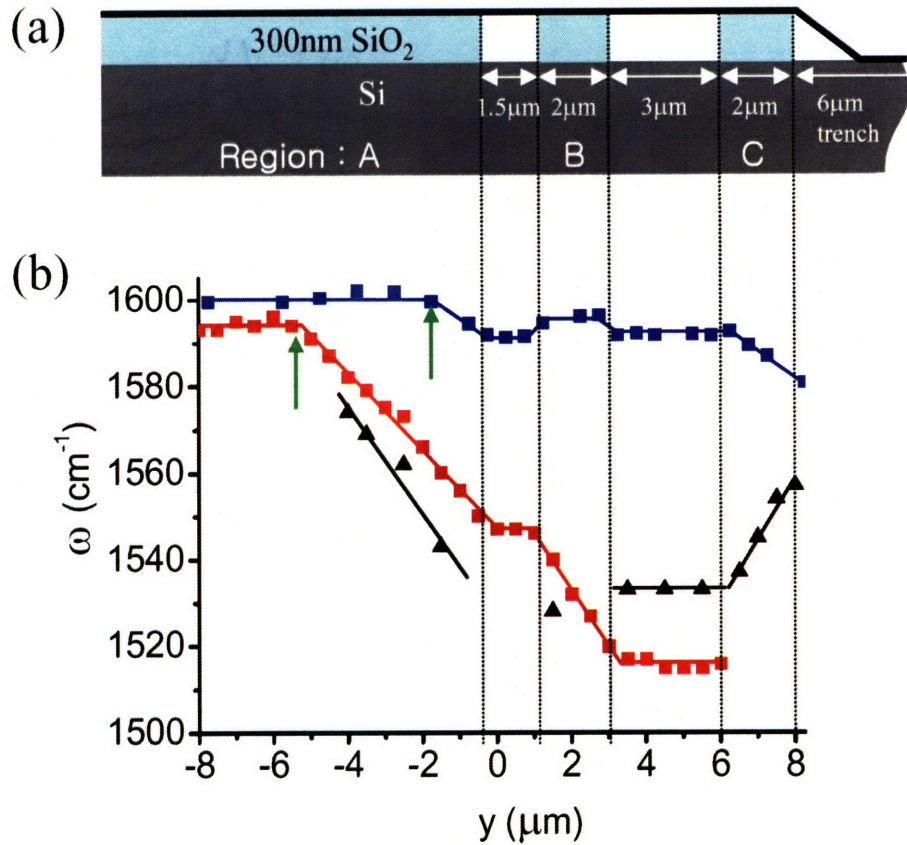 (a)
300nm SiO₂
Si
1.5μm 2μm 3μm 2μm 6μm
trench
Region : A B C
(b)
1600
1580
1560
1540
1520
1500
ω (cm⁻¹)
-8 -6 -4 -2 0 2 4 6 8
y (μm)